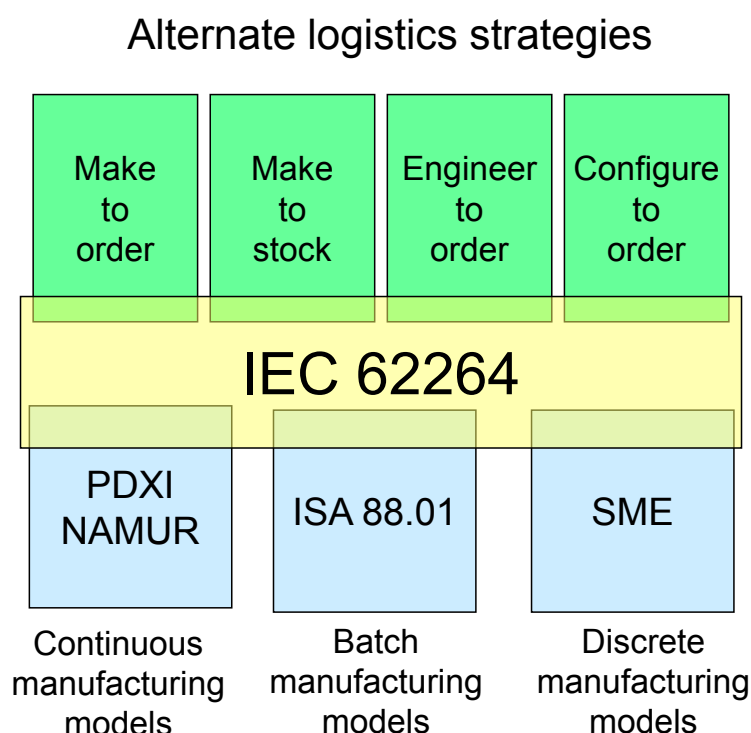 Alternate logistics strategies
Make
to
order
Make
to
stock
Engineer
to
order
Configure
to
order
IEC 62264
PDXI
NAMUR
ISA 88.01
SME
Continuous
manufacturing
models
Batch
manufacturing
models
Discrete
manufacturing
models